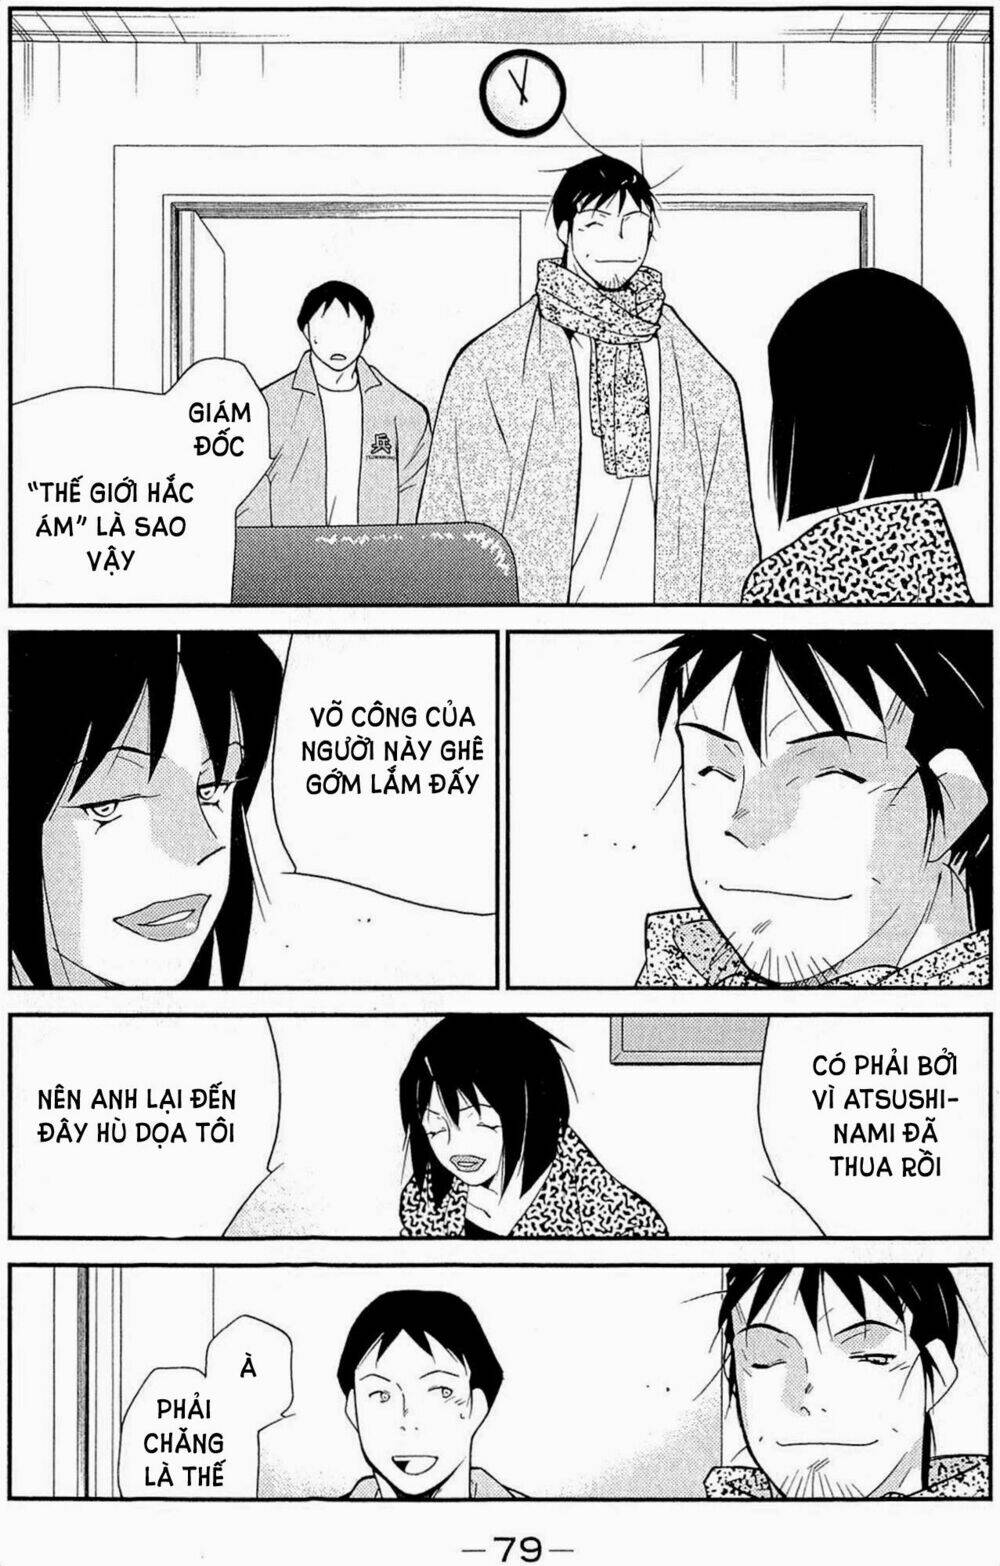 GIÁM
ĐỐC
“THẾ GIỚI HẮC
ÁM” LÀ SAO
VẬY
兵
VÕ CÔNG CỦA
NGƯỜI NÀY GHÊ
GỚM LẮM ĐẤY
CÓ PHẢI BỞI
VÌ ATSUSHI-
NAMI ĐÃ
THUA RỒI
NÊN ANH LẠI ĐẾN
ĐÂY HÙ DỌA TÔI
À
PHẢI
CHĂNG
LÀ THẾ
—79—